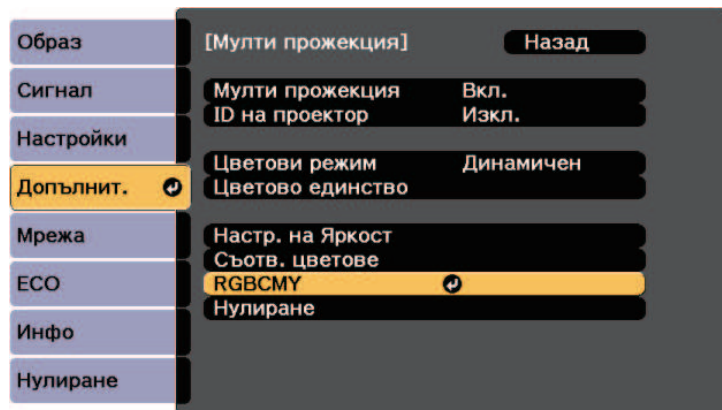 Образ
Сигнал
Настройки
Допълнит.
Мрежа
ECO
Инфо
Нулиране
[Мулти прожекция] Назад
Мулти прожекция Вкл.
ID на проектор Изкл.
Цветови режим Динамичен
Цветово единство
Настр. на Яркост
Съотв. цветове
RGBCMY
Нулиране